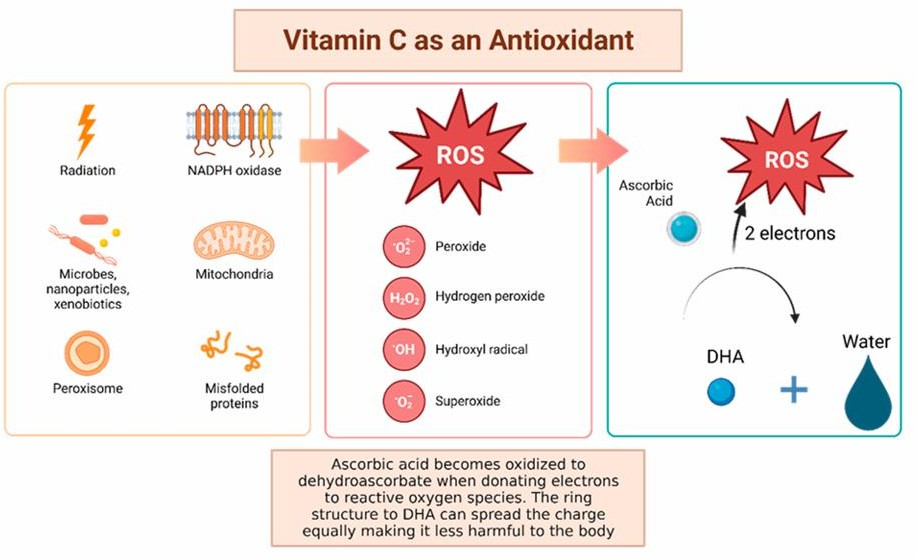 Vitamin C as an Antioxidant
Radiation
NADPH oxidase
Microbes,
nanoparticles,
xenobiotics
Mitochondria
Peroxisome
Misfolded
proteins
ROS
·O₂²⁻ Peroxide
H₂O₂ Hydrogen peroxide
·OH Hydroxyl radical
·O₂⁻ Superoxide
ROS
Ascorbic
Acid
2 electrons
DHA
+
Water
Ascorbic acid becomes oxidized to
dehydroascorbate when donating electrons
to reactive oxygen species. The ring
structure to DHA can spread the charge
equally making it less harmful to the body